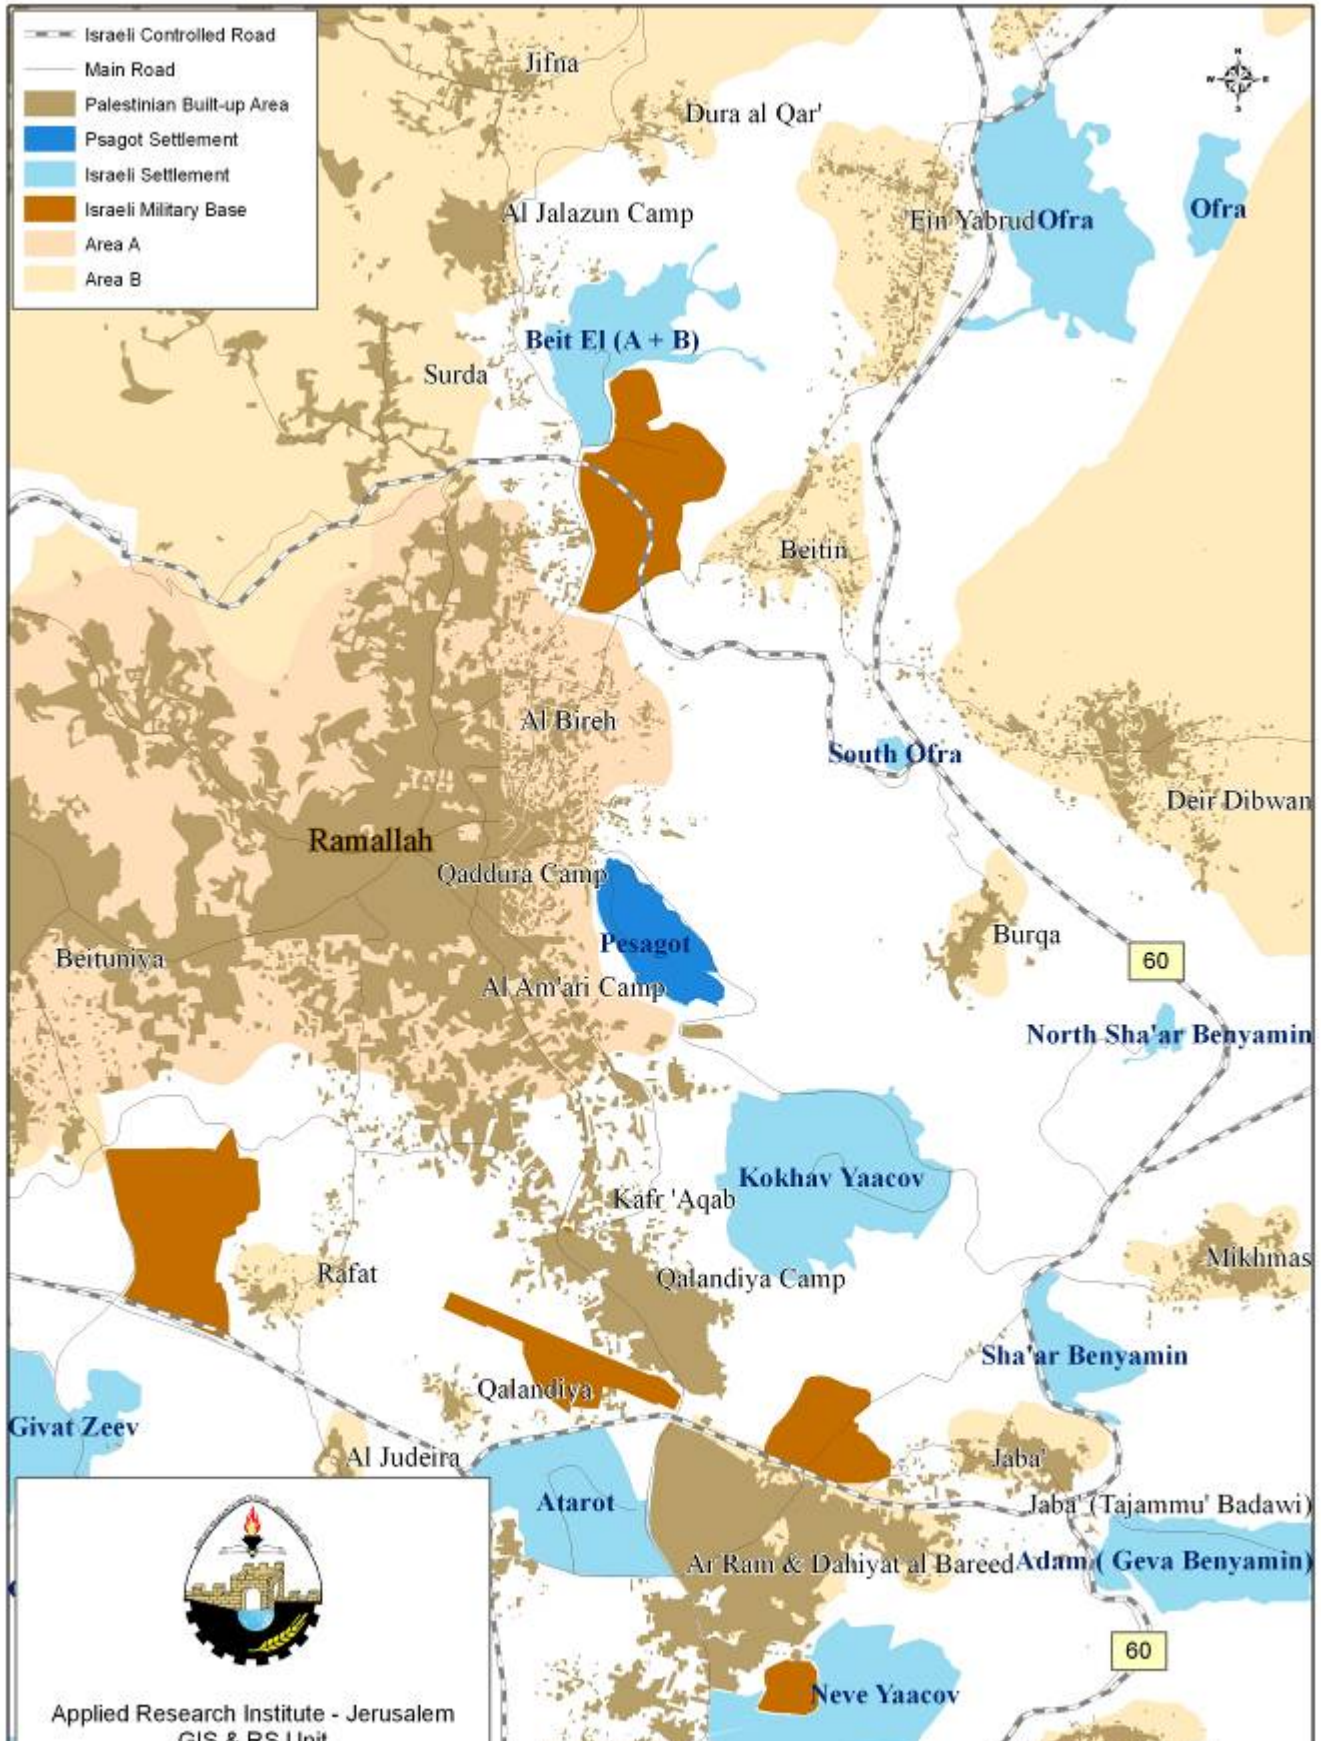 Israeli Controlled Road
Main Road
Palestinian Built-up Area
Psagot Settlement
Israeli Settlement
Israeli Military Base
Area A
Area B
N
W E
S
Jifna
Dura al Qar'
Al Jalazun Camp
'Ein Yabrud
Ofra
Ofra
Beit El (A + B)
Surda
Beitin
Al Bireh
South Ofra
Deir Dibwan
Ramallah
Qaddura Camp
Pesagot
Burqa
Beituniya
60
Al Am'ari Camp
North Sha'ar Benyamin
Kokhav Yaacov
Kafr 'Aqab
Mikhmas
Rafat
Qalandiya Camp
Sha'ar Benyamin
Qalandiya
Givat Zeev
Al Judeira
Jaba'
Atarot
Jaba' (Tajammu' Badawi)
Ar Ram & Dahiyat al Bareed
Adam ( Geva Benyamin)
60
Neve Yaacov
Applied Research Institute - Jerusalem
GIS & RS Unit